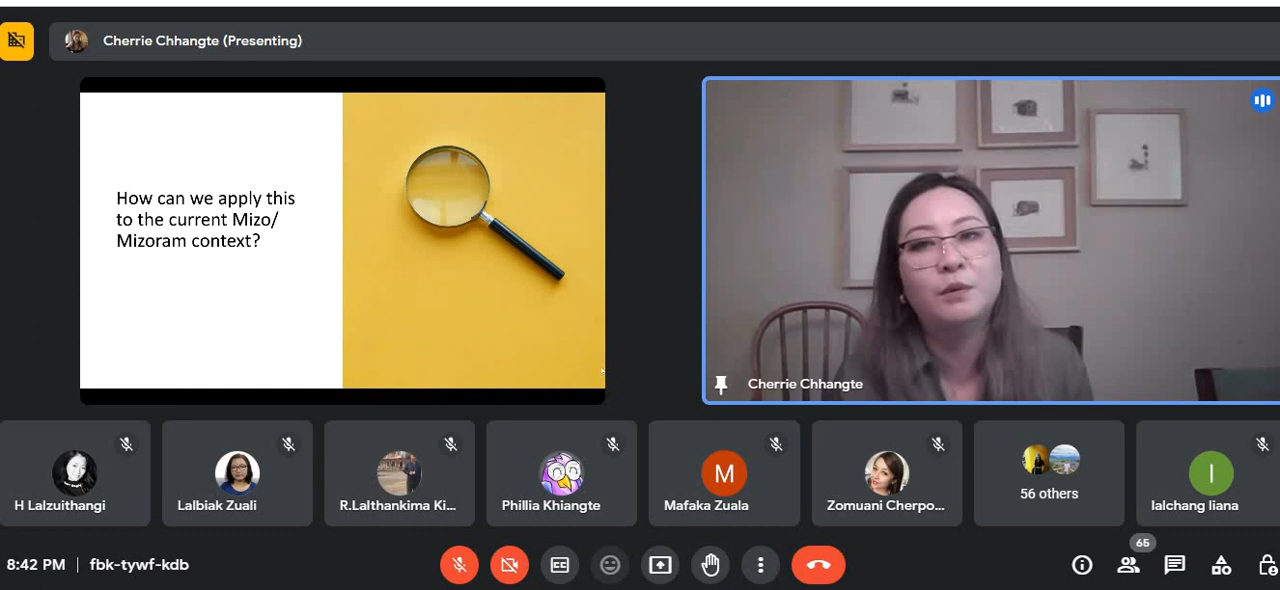 Cherrie Chhangte (Presenting)
How can we apply this
to the current Mizo/
Mizoram context?
Cherrie Chhangte
H Lalzuithangi
Lalbiak Zuali
R.Lalthankima Ki...
Phillia Khiangte
M
Mafaka Zuala
Zomuani Cherpo...
56 others
l
lalchang liana
65
8:42 PM | fbk-tywf-kdb
CC